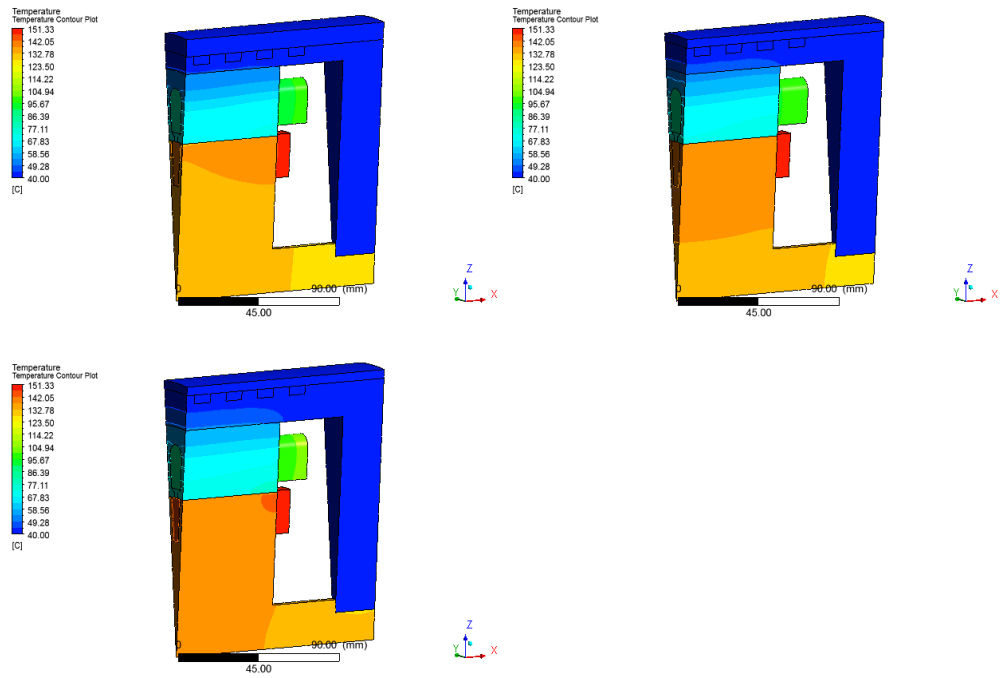 Temperature
Temperature Contour Plot
151.33
142.05
132.78
123.50
114.22
104.94
95.67
86.39
77.11
67.83
58.56
49.28
40.00
[C]
0
90.00 (mm)
45.00
Z
Y
X
Temperature
Temperature Contour Plot
151.33
142.05
132.78
123.50
114.22
104.94
95.67
86.39
77.11
67.83
58.56
49.28
40.00
[C]
0
90.00 (mm)
45.00
Z
Y
X
Temperature
Temperature Contour Plot
151.33
142.05
132.78
123.50
114.22
104.94
95.67
86.39
77.11
67.83
58.56
49.28
40.00
[C]
0
90.00 (mm)
45.00
Z
Y
X